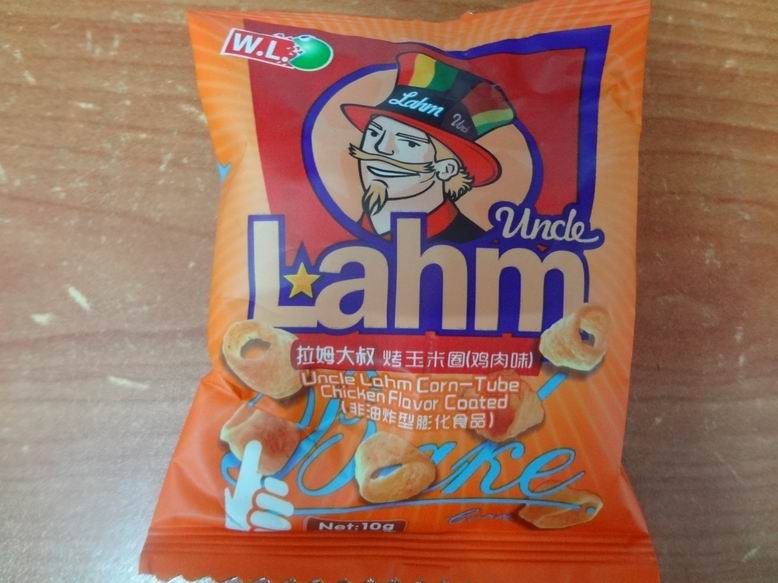 W.L.
Lahm Uncle
Uncle
Lahm
拉姆大叔 烤玉米圈(鸡肉味)
Uncle Lahm Corn-Tube
Chicken Flavor Coated
(非油炸型膨化食品)
Bake
Net:10g